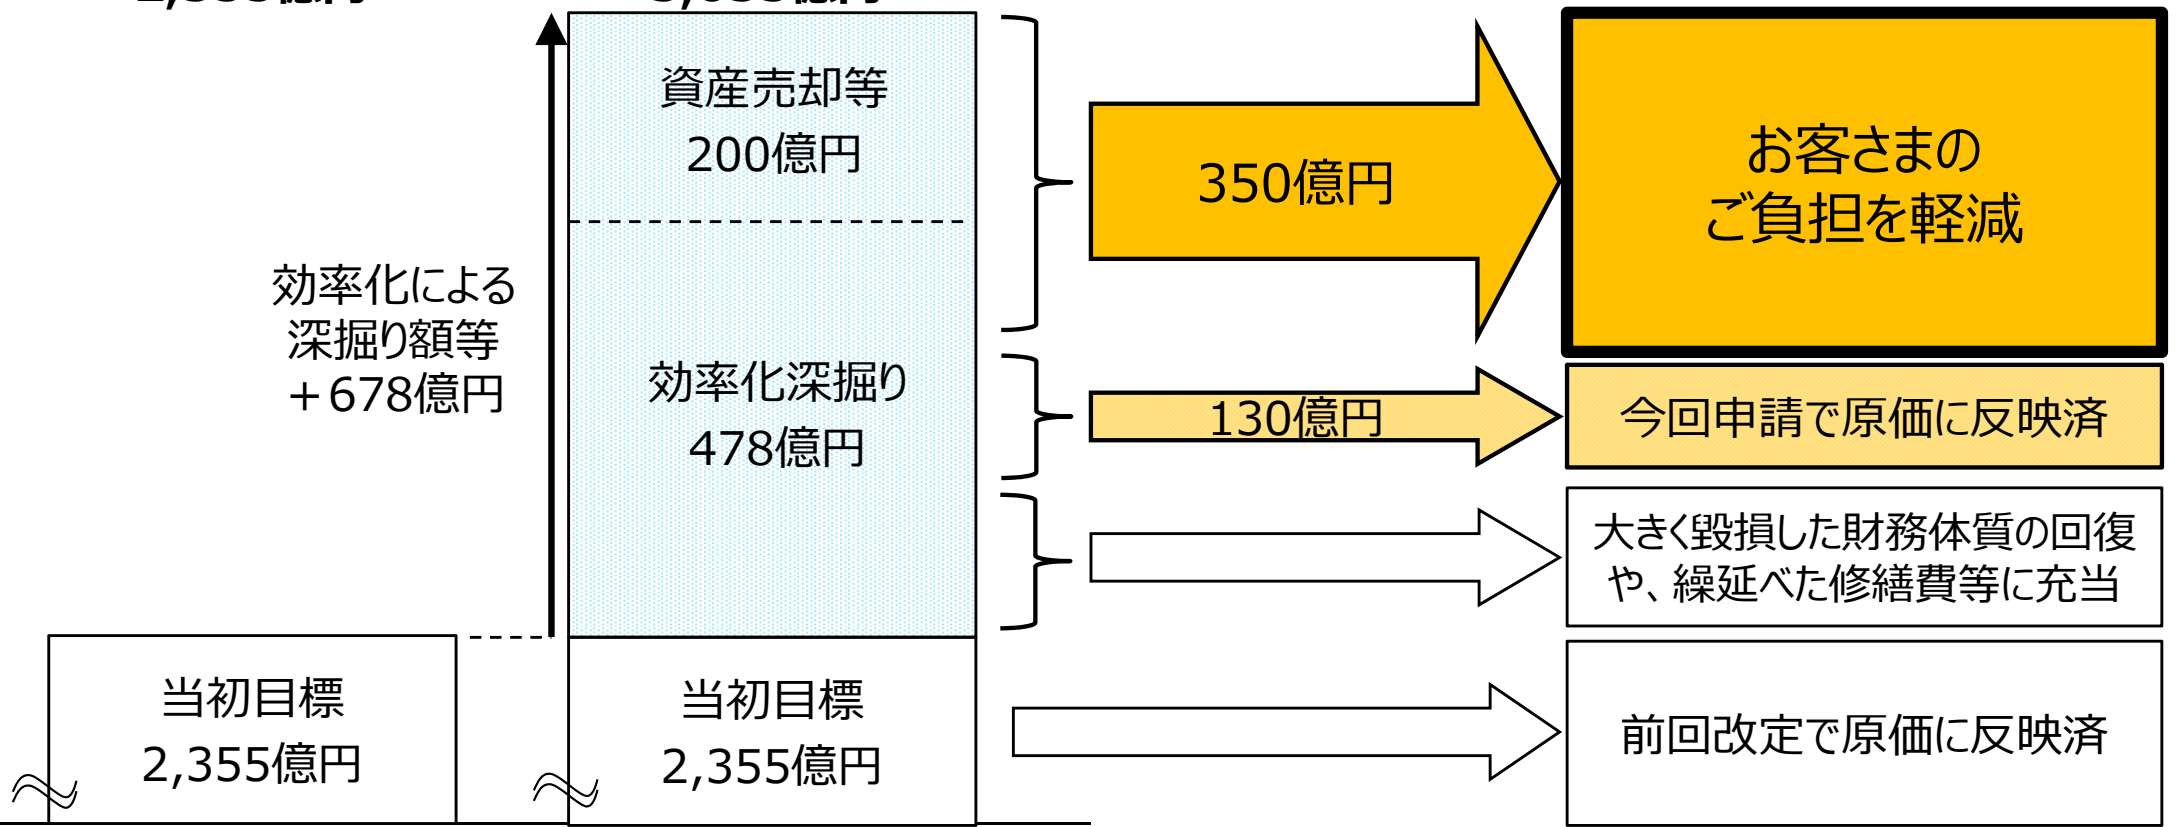 資産売却等
200億円
350億円
お客さまの
ご負担を軽減
効率化による
深掘り額等
+678億円
効率化深掘り
478億円
130億円
今回申請で原価に反映済
大きく毀損した財務体質の回復
や、繰延べた修繕費等に充当
当初目標
2,355億円
当初目標
2,355億円
前回改定で原価に反映済